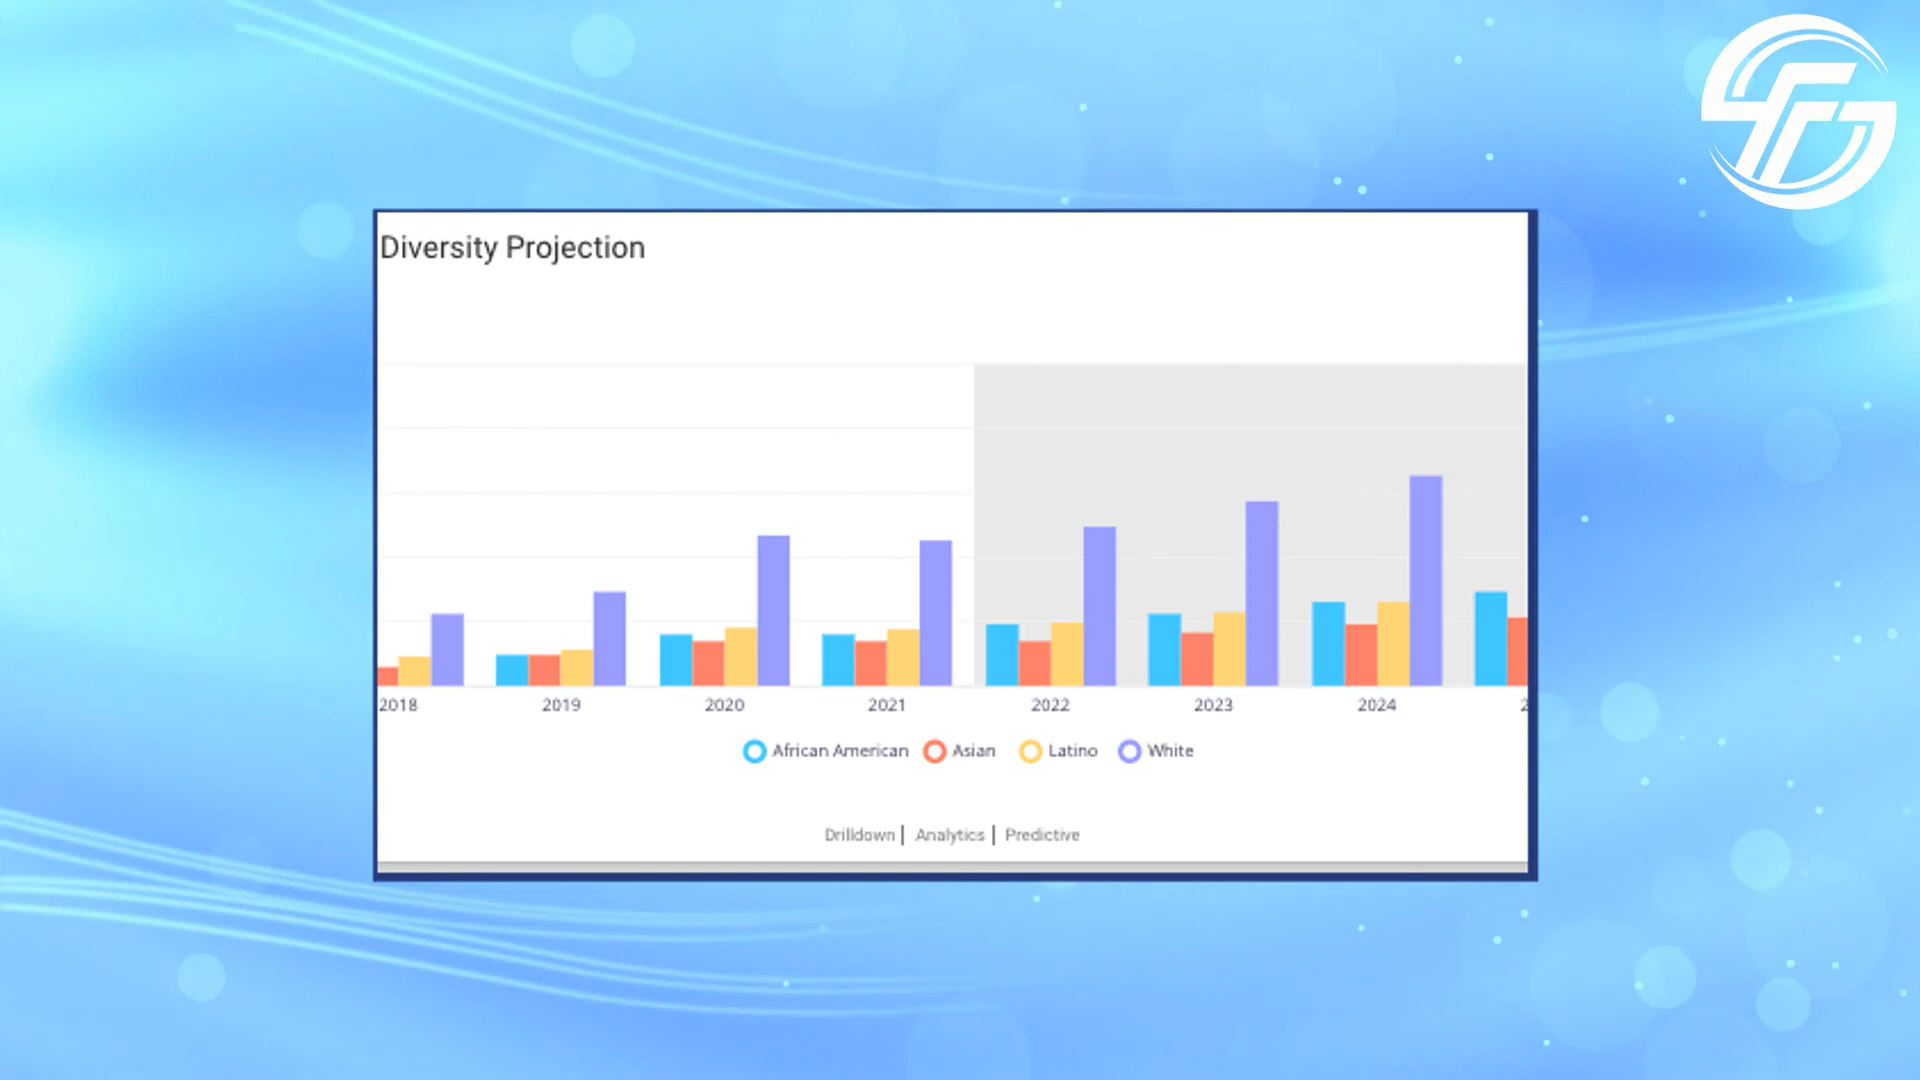 Diversity Projection
2018 2019 2020 2021 2022 2023 2024
African American Asian Latino White
Drilldown | Analytics | Predictive